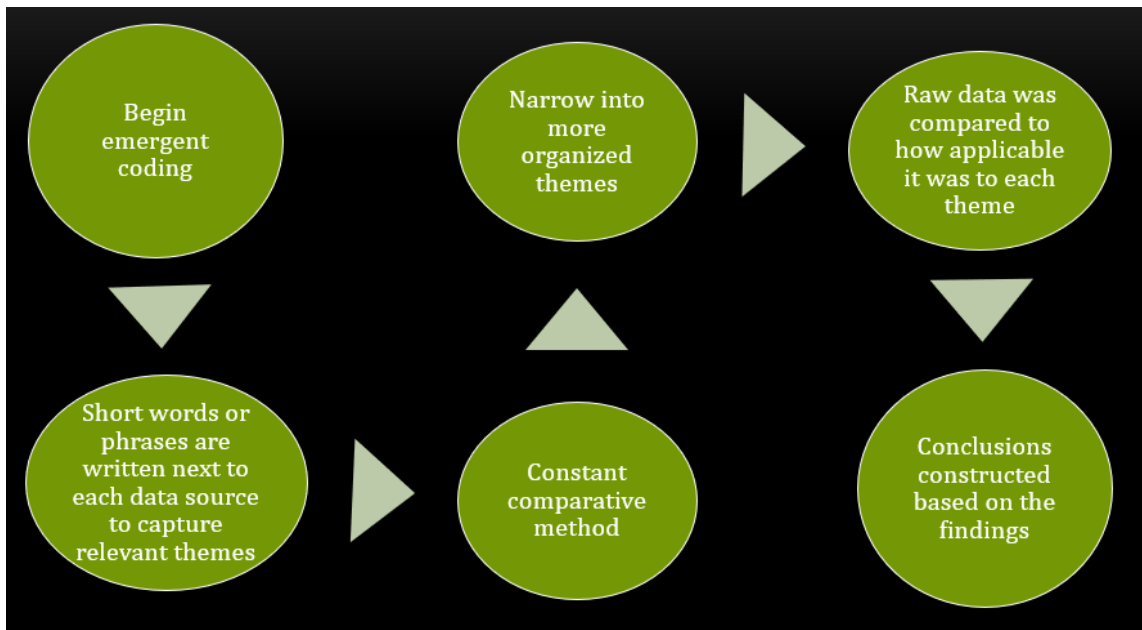 Begin
emergent
coding
Short words or
phrases are
written next to
each data source
to capture
relevant themes
Constant
comparative
method
Narrow into
more
organized
themes
Raw data was
compared to
how applicable
it was to each
theme
Conclusions
constructed
based on the
findings